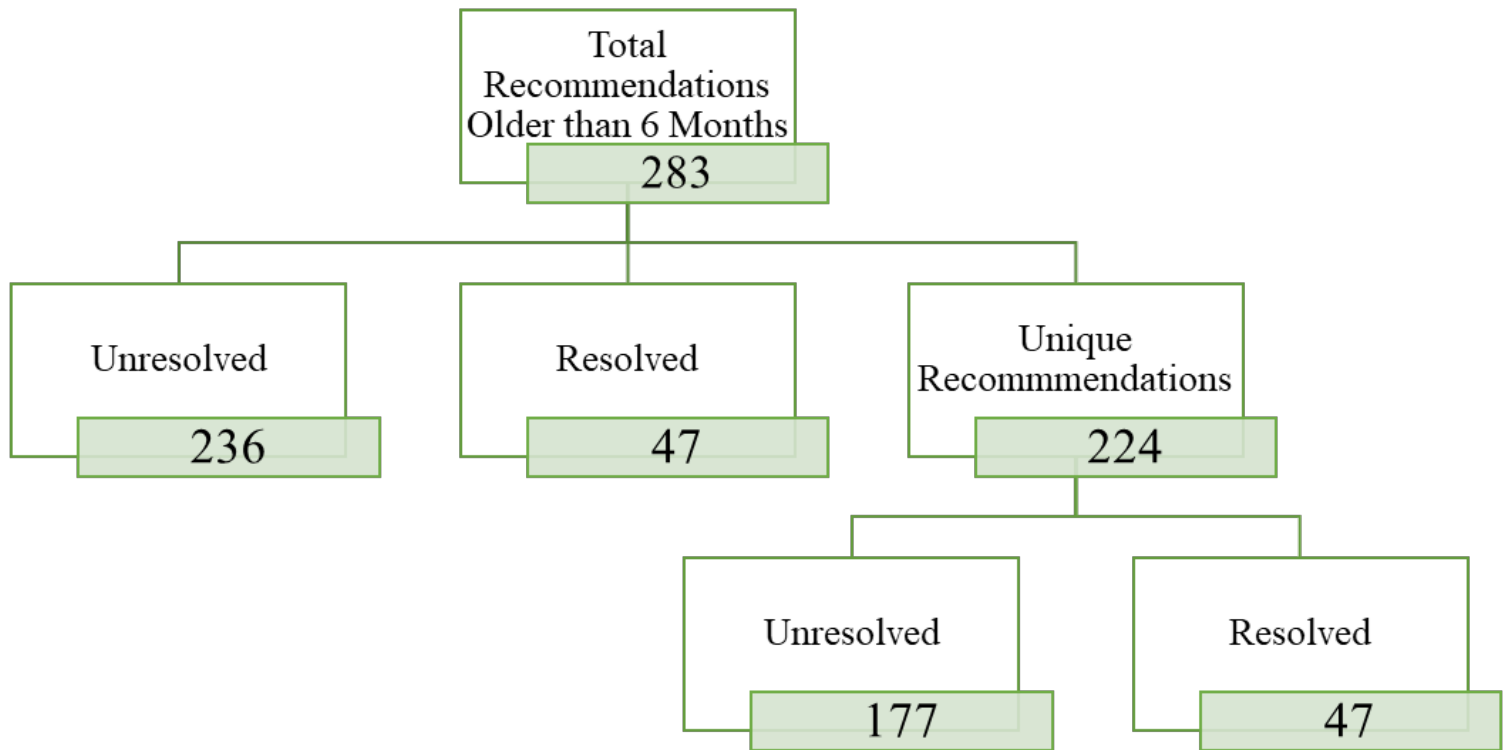 Total
Recommendations
Older than 6 Months
283
Unresolved
236
Resolved
47
Unique
Recommmendations
224
Unresolved
177
Resolved
47